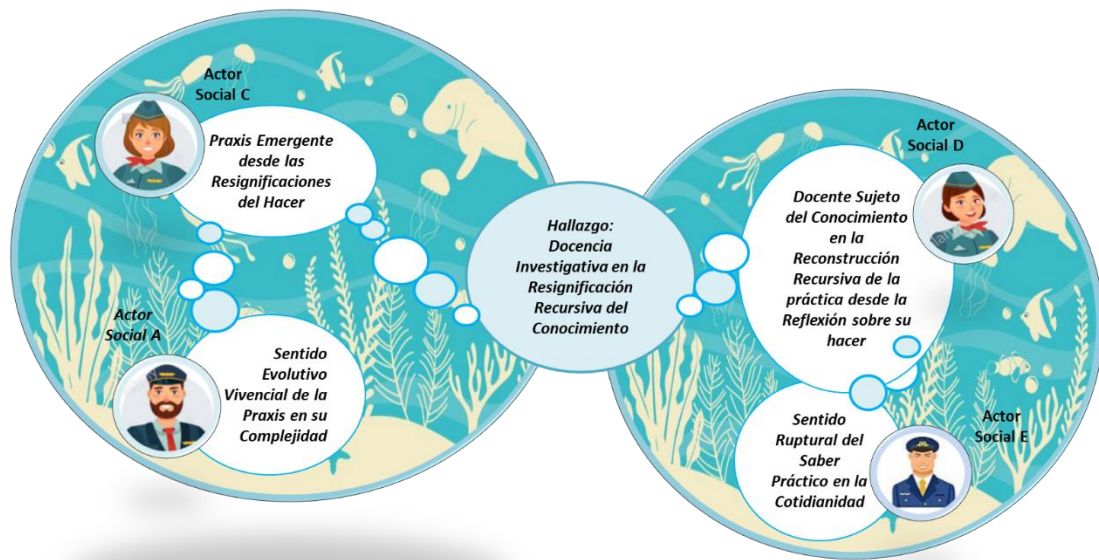 Actor
Social C
Praxis Emergente
desde las
Resignificaciones
del Hacer
Actor
Social A
Sentido
Evolutivo
Vivencial de la
Praxis en su
Complejidad
Hallazgo:
Docencia
Investigativa en la
Resignificación
Recursiva del
Conocimiento
Actor
Social D
Docente Sujeto
del Conocimiento
en la
Reconstrucción
Recursiva de la
práctica desde la
Reflexión sobre su
hacer
Sentido
Ruptural del
Saber
Práctico en la
Cotidianidad
Actor
Social E